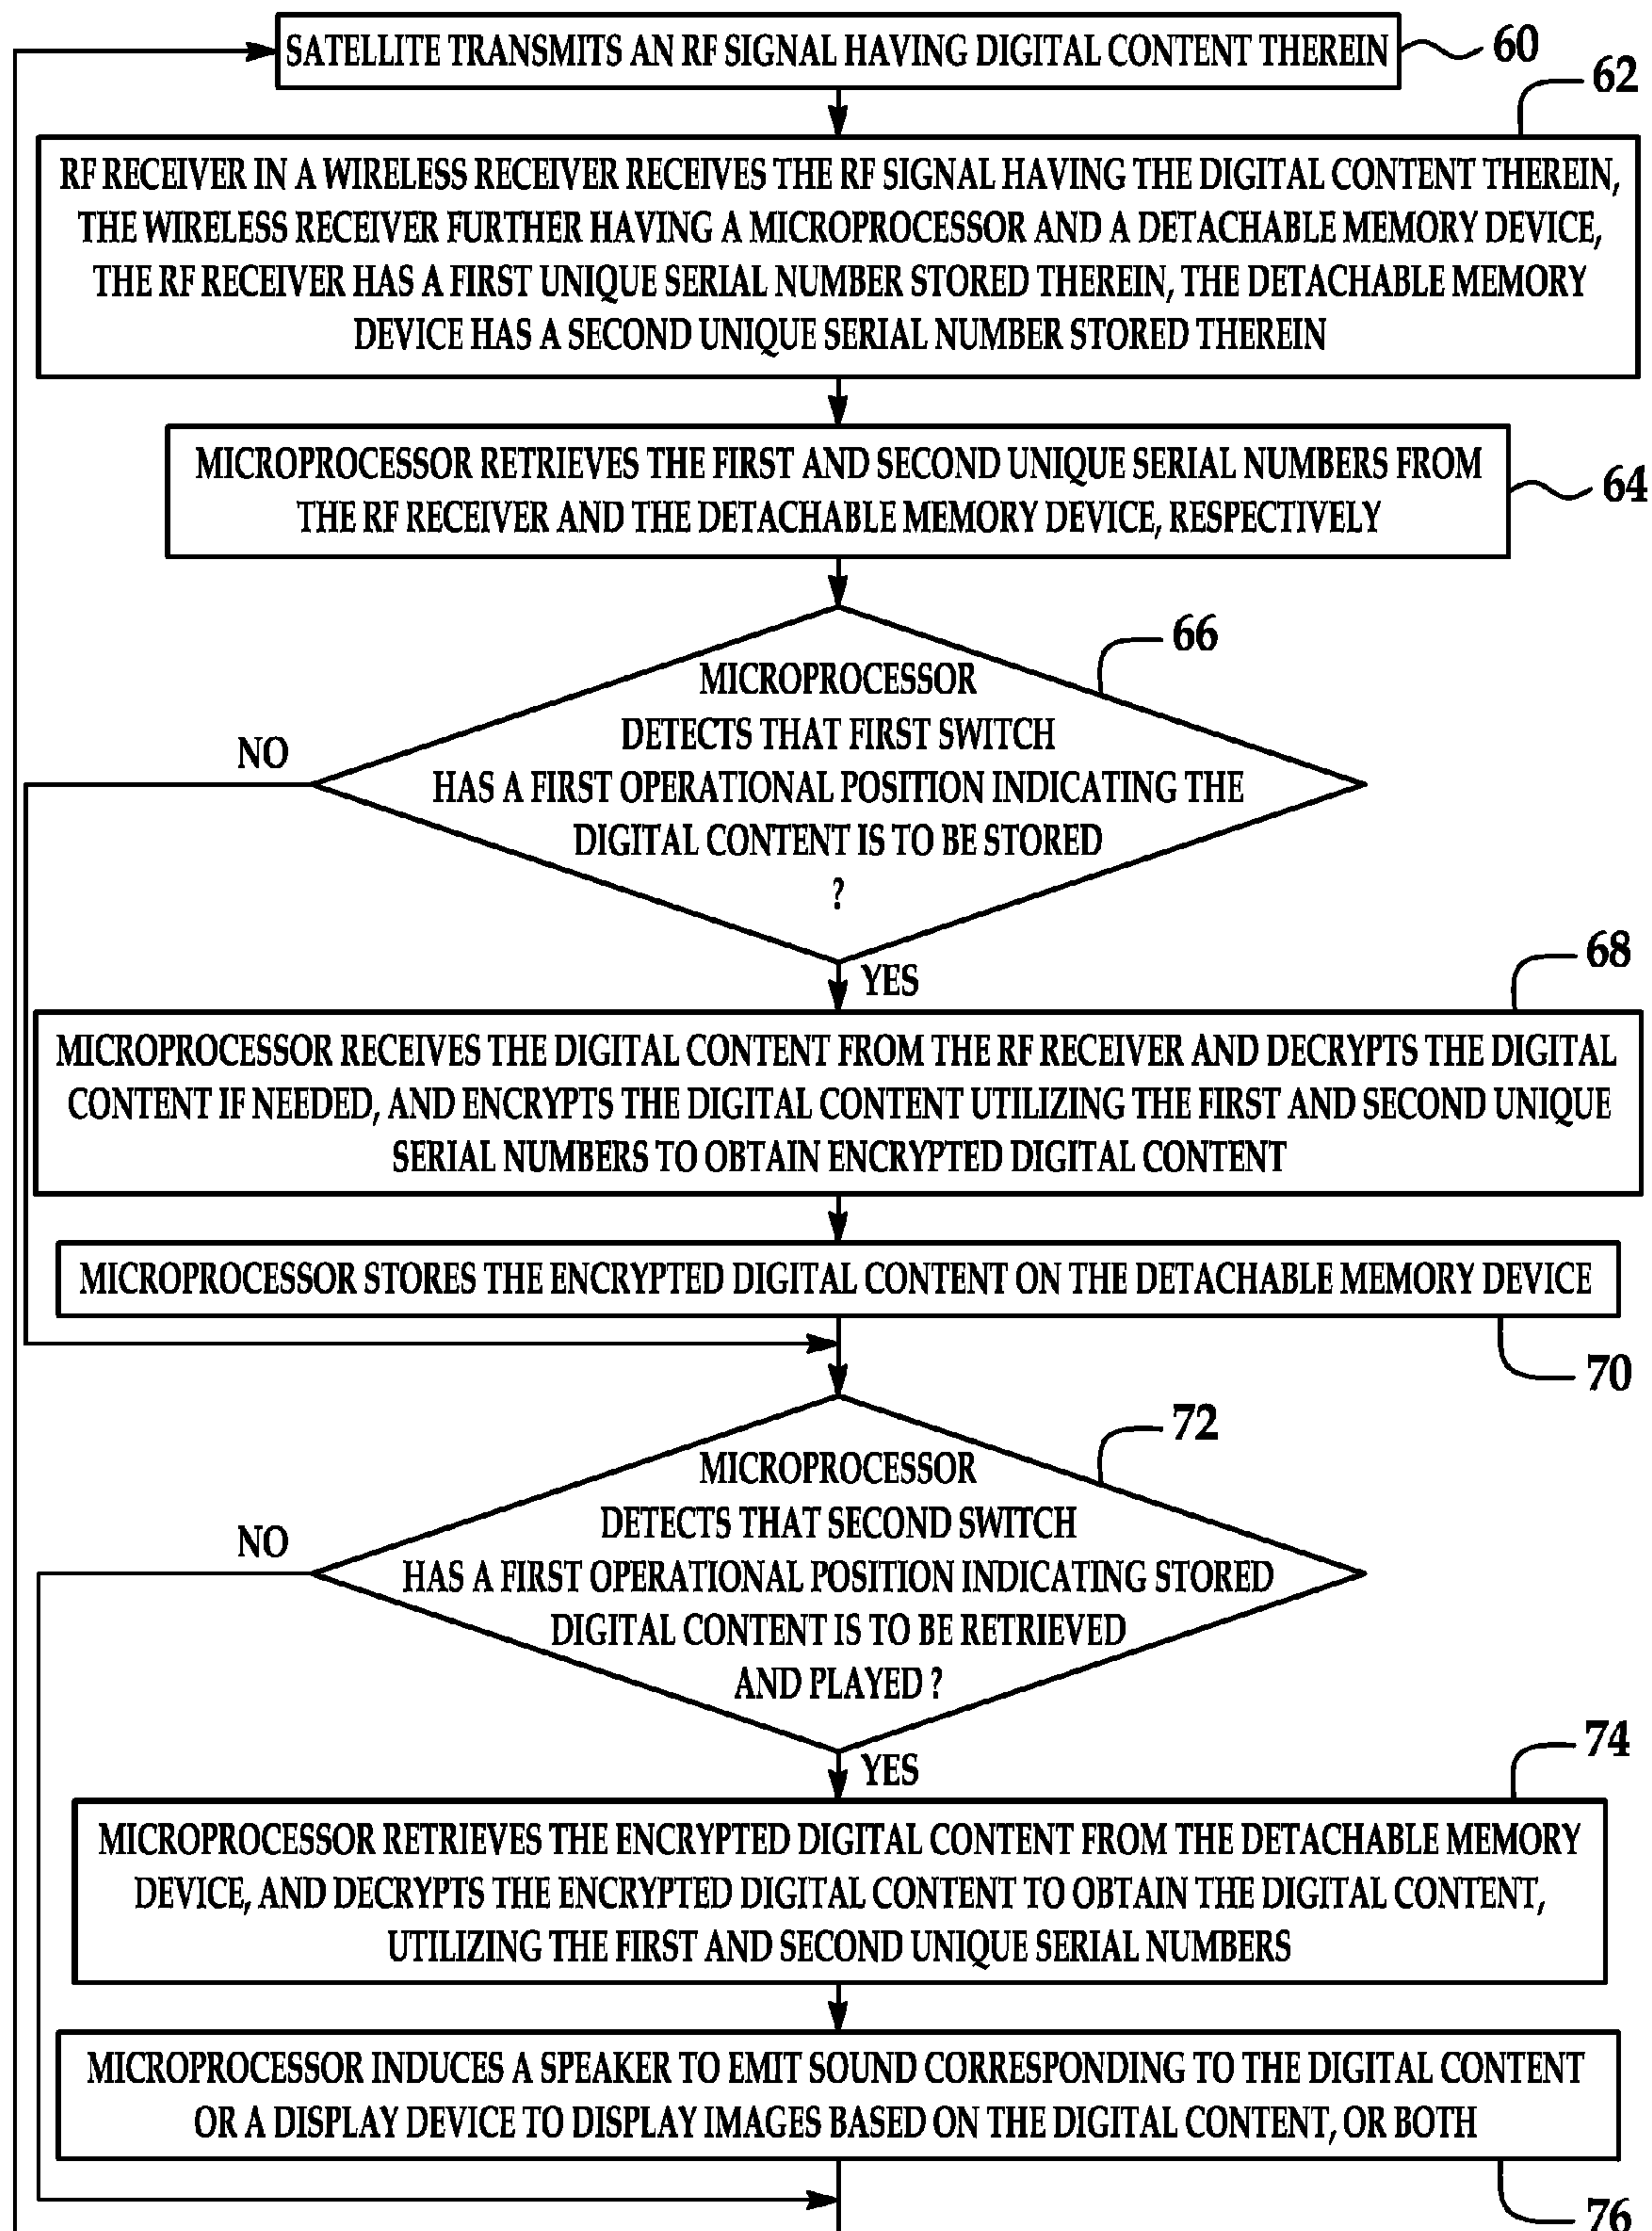 SATELLITE TRANSMITS AN RF SIGNAL HAVING DIGITAL CONTENT THEREIN
60
62
RF RECEIVER IN A WIRELESS RECEIVER RECEIVES THE RF SIGNAL HAVING THE DIGITAL CONTENT THEREIN,
THE WIRELESS RECEIVER FURTHER HAVING A MICROPROCESSOR AND A DETACHABLE MEMORY DEVICE,
THE RF RECEIVER HAS A FIRST UNIQUE SERIAL NUMBER STORED THEREIN, THE DETACHABLE MEMORY
DEVICE HAS A SECOND UNIQUE SERIAL NUMBER STORED THEREIN
MICROPROCESSOR RETRIEVES THE FIRST AND SECOND UNIQUE SERIAL NUMBERS FROM
THE RF RECEIVER AND THE DETACHABLE MEMORY DEVICE, RESPECTIVELY
64
66
MICROPROCESSOR
DETECTS THAT FIRST SWITCH
HAS A FIRST OPERATIONAL POSITION INDICATING THE
DIGITAL CONTENT IS TO BE STORED
?
NO
YES
68
MICROPROCESSOR RECEIVES THE DIGITAL CONTENT FROM THE RF RECEIVER AND DECRYPTS THE DIGITAL
CONTENT IF NEEDED, AND ENCRYPTS THE DIGITAL CONTENT UTILIZING THE FIRST AND SECOND UNIQUE
SERIAL NUMBERS TO OBTAIN ENCRYPTED DIGITAL CONTENT
MICROPROCESSOR STORES THE ENCRYPTED DIGITAL CONTENT ON THE DETACHABLE MEMORY DEVICE
70
72
MICROPROCESSOR
DETECTS THAT SECOND SWITCH
HAS A FIRST OPERATIONAL POSITION INDICATING STORED
DIGITAL CONTENT IS TO BE RETRIEVED
AND PLAYED ?
NO
YES
74
MICROPROCESSOR RETRIEVES THE ENCRYPTED DIGITAL CONTENT FROM THE DETACHABLE MEMORY
DEVICE, AND DECRYPTS THE ENCRYPTED DIGITAL CONTENT TO OBTAIN THE DIGITAL CONTENT,
UTILIZING THE FIRST AND SECOND UNIQUE SERIAL NUMBERS
MICROPROCESSOR INDUCES A SPEAKER TO EMIT SOUND CORRESPONDING TO THE DIGITAL CONTENT
OR A DISPLAY DEVICE TO DISPLAY IMAGES BASED ON THE DIGITAL CONTENT, OR BOTH
76